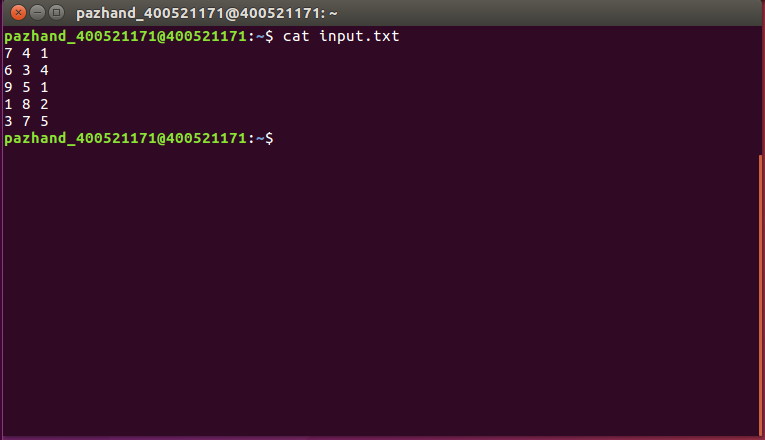 pazhand_400521171@400521171: ~
pazhand_400521171@400521171:~$ cat input.txt
7 4 1
6 3 4
9 5 1
1 8 2
3 7 5
pazhand_400521171@400521171:~$